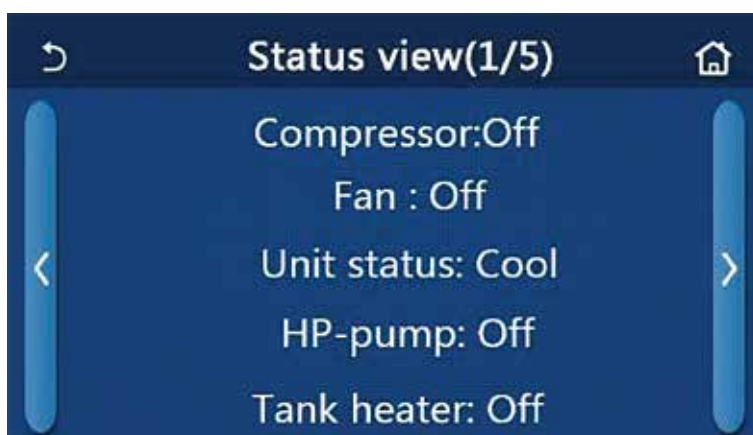 Status view(1/5)
Compressor:Off
Fan : Off
Unit status: Cool
HP-pump: Off
Tank heater: Off